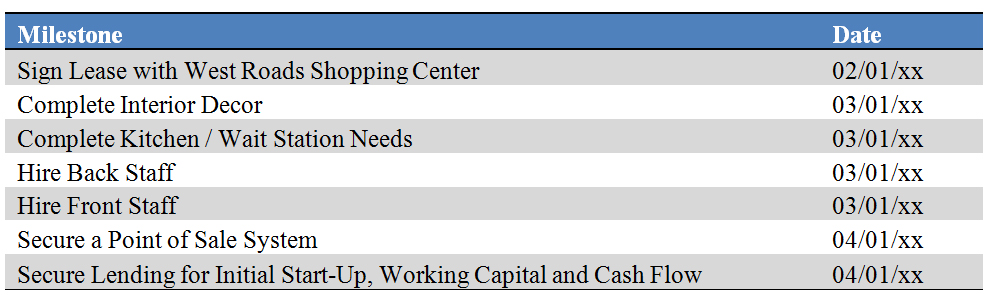 Milestone Date
Sign Lease with West Roads Shopping Center 02/01/xx
Complete Interior Decor 03/01/xx
Complete Kitchen / Wait Station Needs 03/01/xx
Hire Back Staff 03/01/xx
Hire Front Staff 03/01/xx
Secure a Point of Sale System 04/01/xx
Secure Lending for Initial Start-Up, Working Capital and Cash Flow 04/01/xx